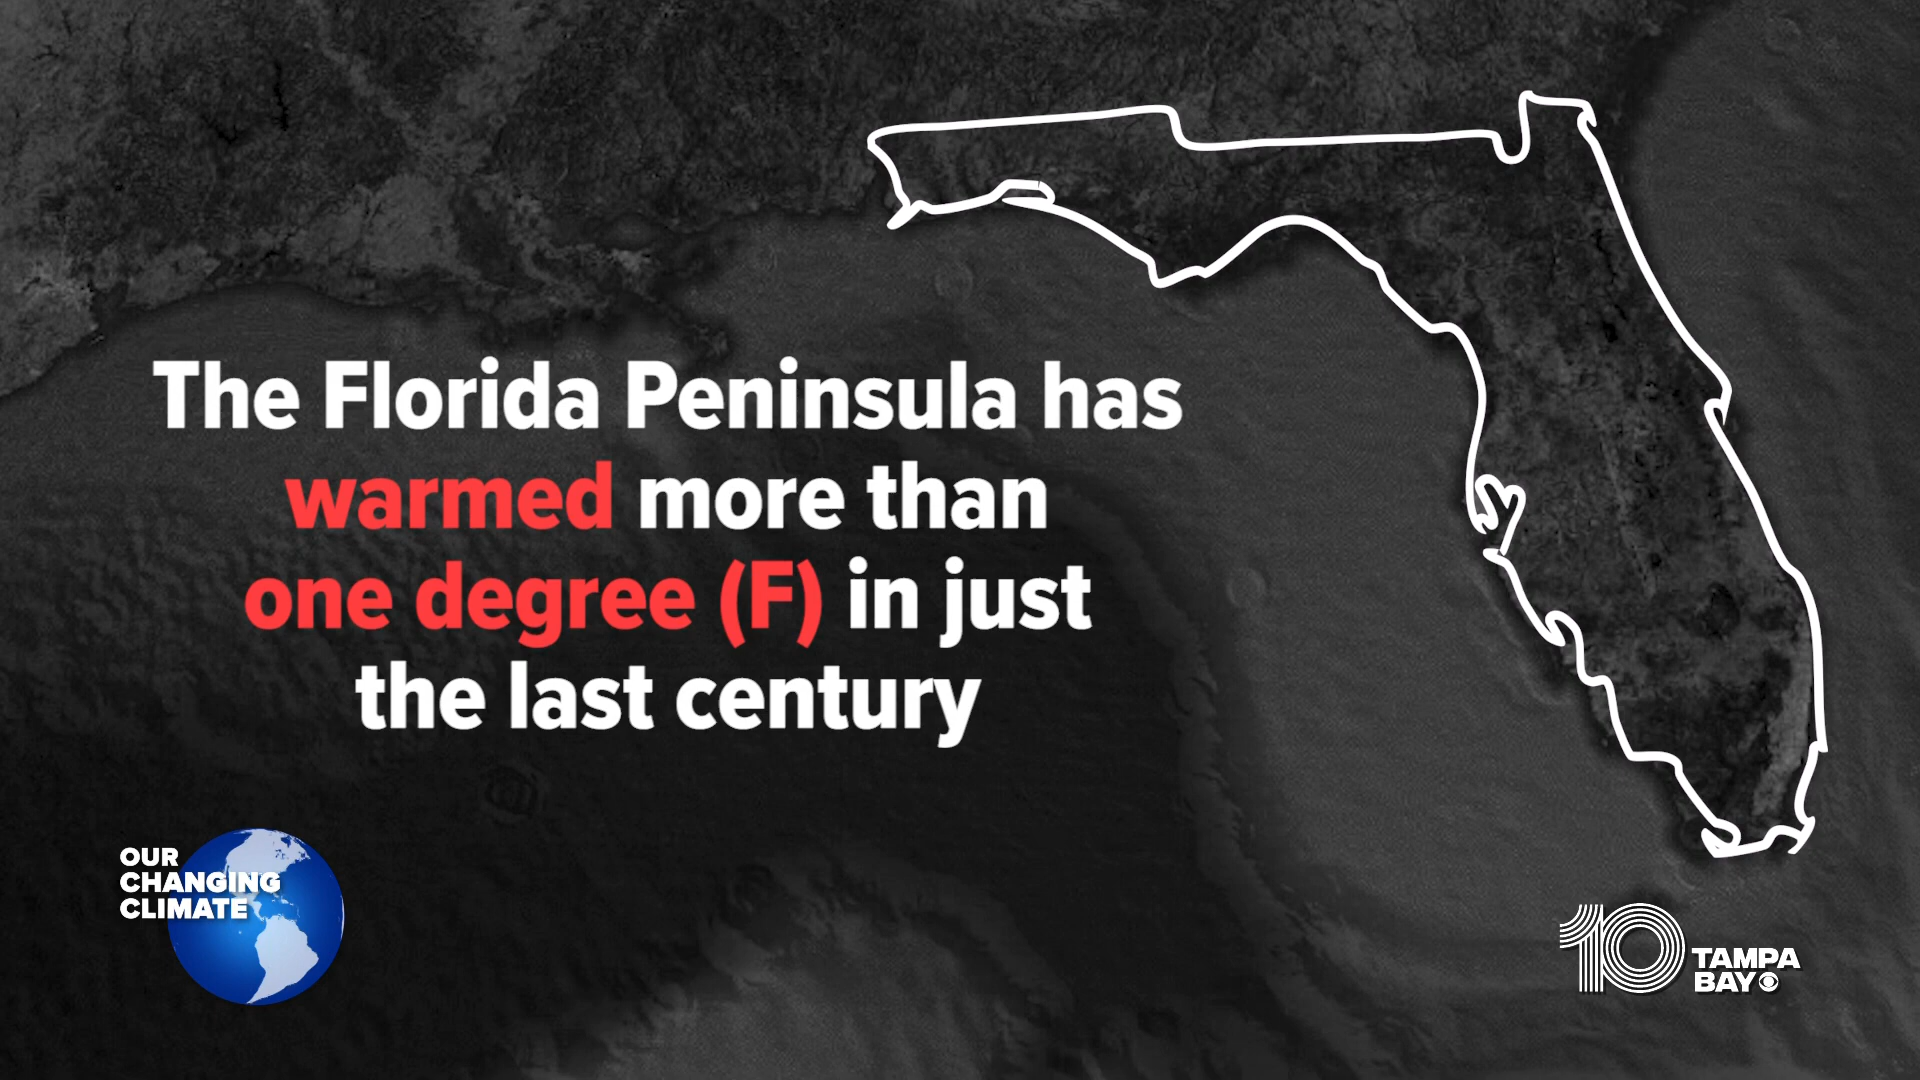 The Florida Peninsula has
warmed more than
one degree (F) in just
the last century
OUR
CHANGING
CLIMATE
10 TAMPA
BAY